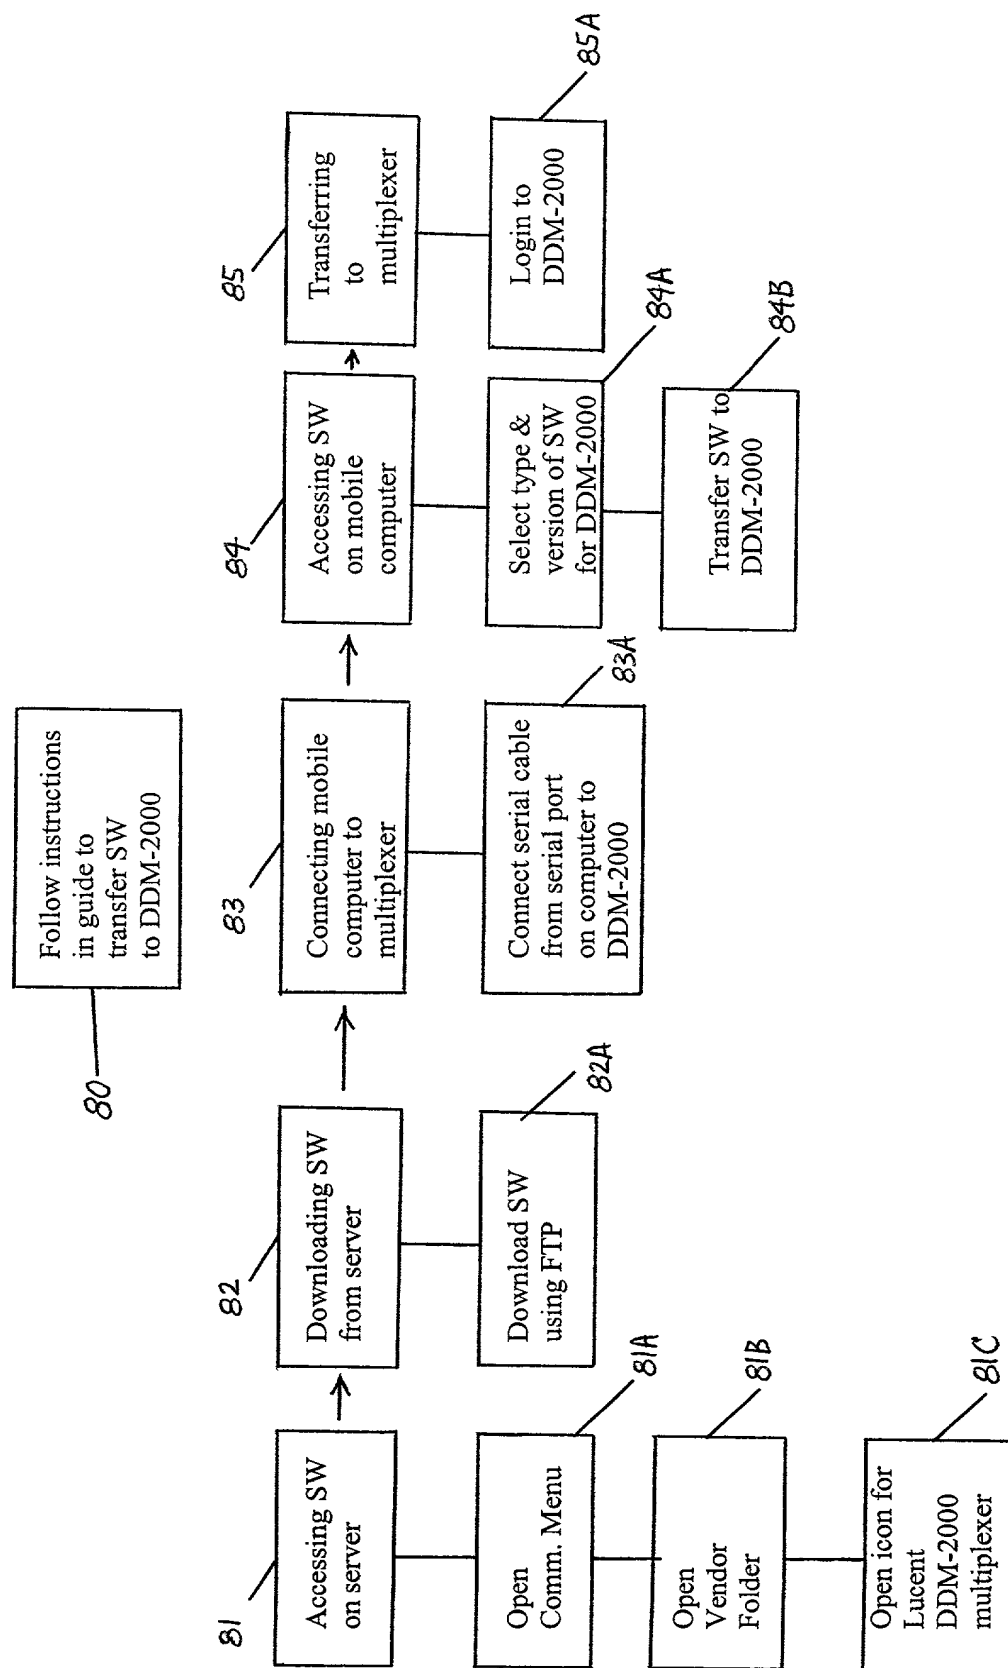 Follow instructions
in guide to
transfer SW
to DDM-2000
80
81
Accessing SW
on server
82
Downloading SW
from server
83
Connecting mobile
computer to
multiplexer
84
Accessing SW
on mobile
computer
85
Transferring
to
multiplexer
Open
Comm. Menu
81A
Download SW
using FTP
82A
Connect serial cable
from serial port
on computer to
DDM-2000
83A
Select type &
version of SW
for DDM-2000
84A
Login to
DDM-2000
85A
Open
Vendor
Folder
81B
Transfer SW to
DDM-2000
84B
Open icon for
Lucent
DDM-2000
multiplexer
81C